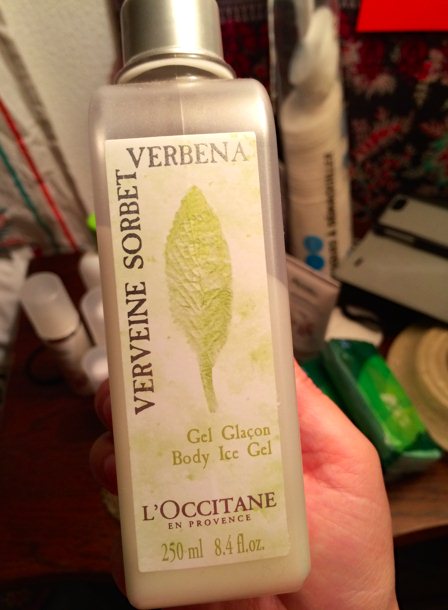 VERBENA
VERVEINE SORBET
Gel Glaçon
Body Ice Gel
L'OCCITANE
EN PROVENCE
250 ml 8.4 fl.oz.